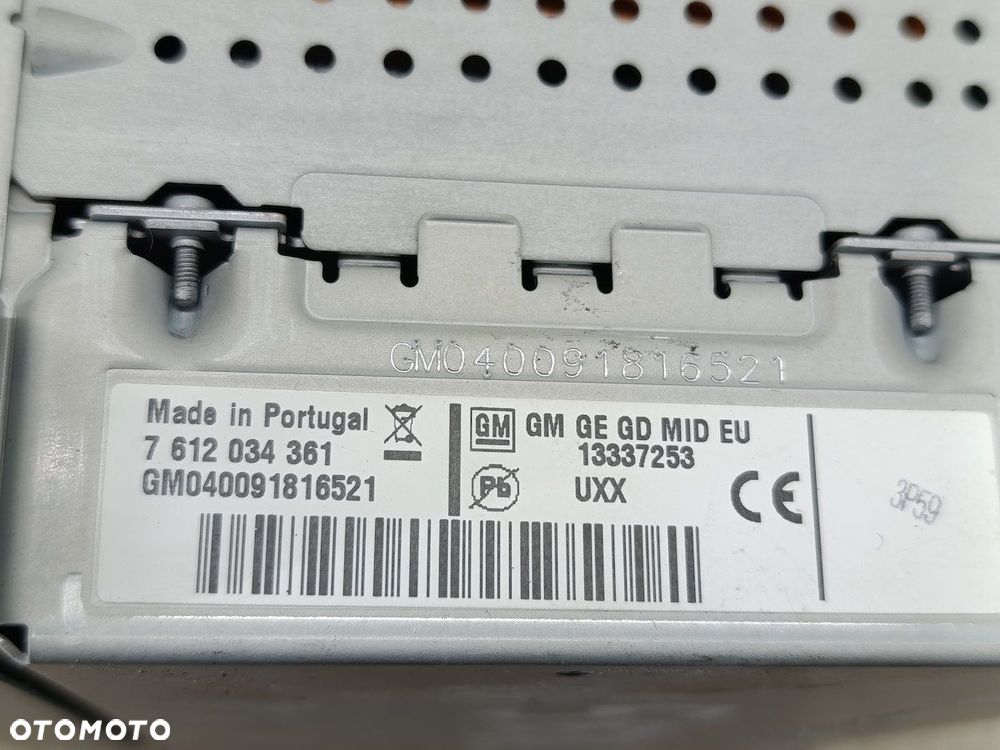 GM040091816521
Made in Portugal
7 612 034 361
GM040091816521
GM GM GE GD MID EU
13337253
Pb UXX CE
3P59
OTOMOTO